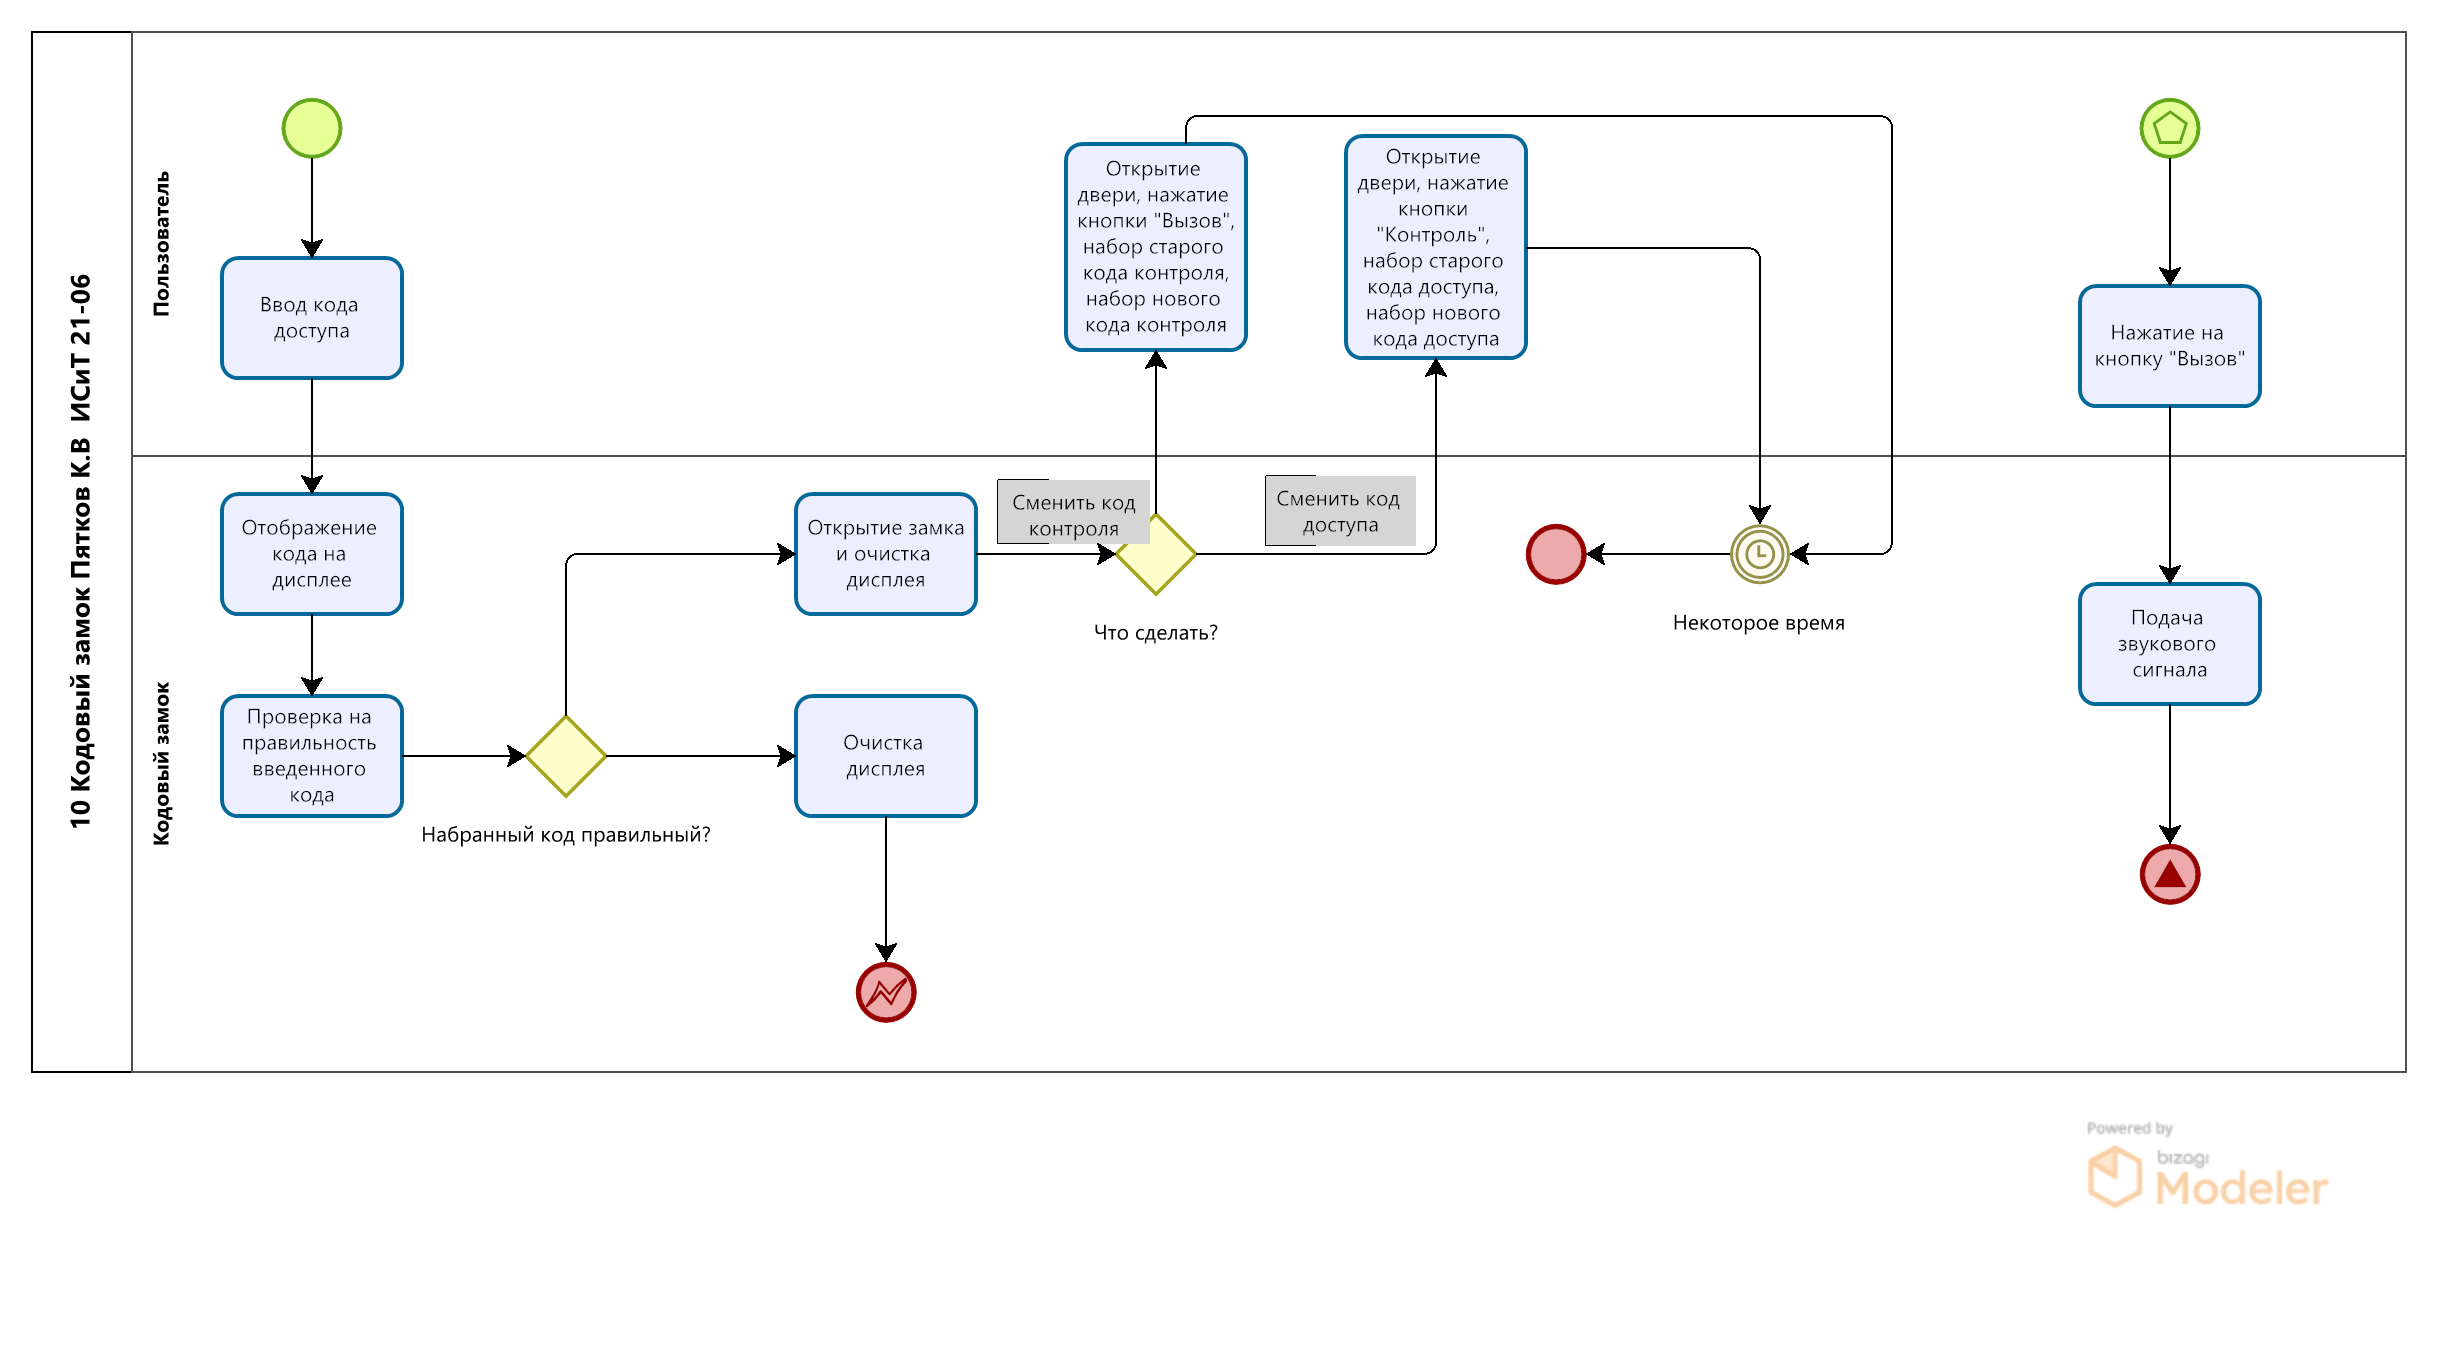 10 Кодовый замок Пятков К.В  ИСиТ 21-06
Пользователь
Ввод кода
доступа
Открытие
двери, нажатие
кнопки "Вызов",
набор старого
кода контроля,
набор нового
кода контроля
Открытие
двери, нажатие
кнопки
"Контроль",
набор старого
кода доступа,
набор нового
кода доступа
Нажатие на
кнопку "Вызов"
Кодовый замок
Отображение
кода на
дисплее
Проверка на
правильность
введенного
кода
Набранный код правильный?
Открытие замка
и очистка
дисплея
Очистка
дисплея
Сменить код
контроля
Что сделать?
Сменить код
доступа
Некоторое время
Подача
звукового
сигнала
Powered by
bizagi
Modeler